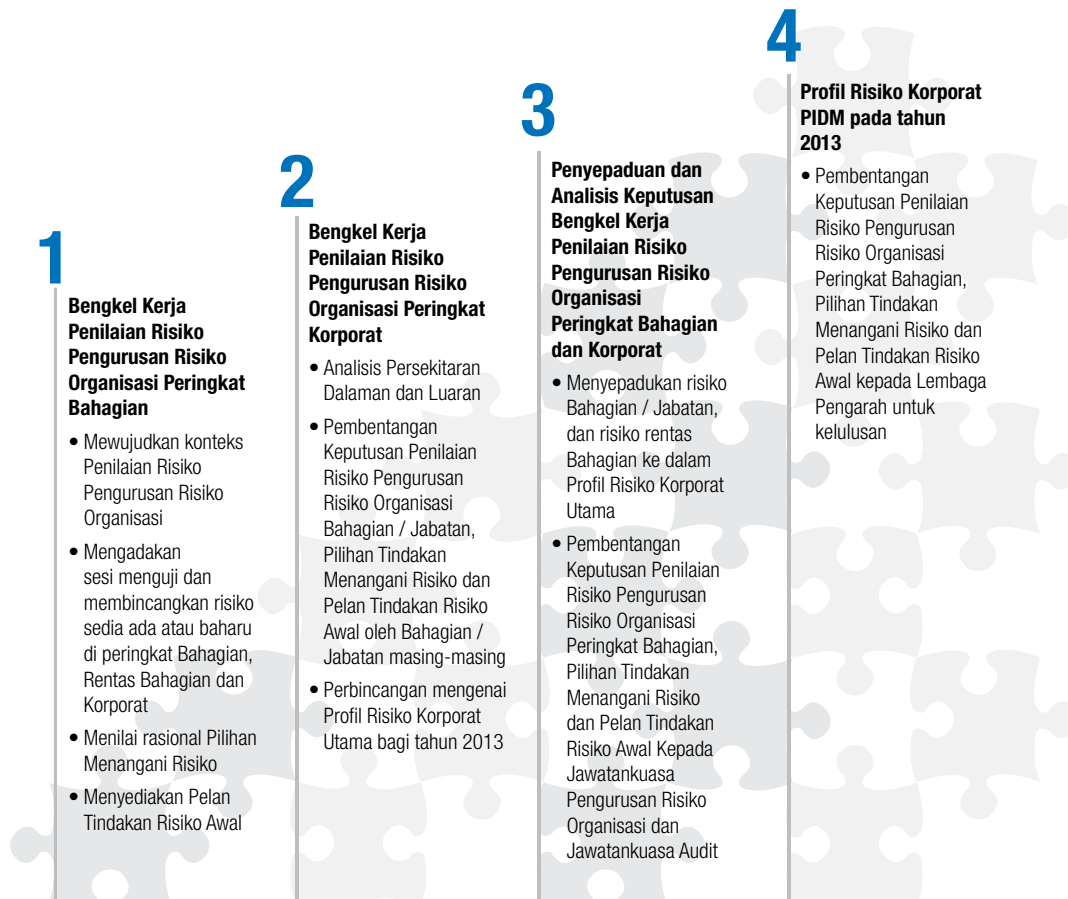 1
Bengkel Kerja
Penilaian Risiko
Pengurusan Risiko
Organisasi Peringkat
Bahagian
• Mewujudkan konteks
Penilaian Risiko
Pengurusan Risiko
Organisasi
• Mengadakan
sesi menguji dan
membincangkan risiko
sedia ada atau baharu
di peringkat Bahagian,
Rentas Bahagian dan
Korporat
• Menilai rasional Pilihan
Menangani Risiko
• Menyediakan Pelan
Tindakan Risiko Awal
2
Bengkel Kerja
Penilaian Risiko
Pengurusan Risiko
Organisasi Peringkat
Korporat
• Analisis Persekitaran
Dalaman dan Luaran
• Pembentangan
Keputusan Penilaian
Risiko Pengurusan
Risiko Organisasi
Bahagian / Jabatan,
Pilihan Tindakan
Menangani Risiko dan
Pelan Tindakan Risiko
Awal oleh Bahagian /
Jabatan masing-masing
• Perbincangan mengenai
Profil Risiko Korporat
Utama bagi tahun 2013
3
Penyepaduan dan
Analisis Keputusan
Bengkel Kerja
Penilaian Risiko
Pengurusan Risiko
Organisasi
Peringkat Bahagian
dan Korporat
• Menyepadukan risiko
Bahagian / Jabatan,
dan risiko rentas
Bahagian ke dalam
Profil Risiko Korporat
Utama
• Pembentangan
Keputusan Penilaian
Risiko Pengurusan
Risiko Organisasi
Peringkat Bahagian,
Pilihan Tindakan
Menangani Risiko
dan Pelan Tindakan
Risiko Awal Kepada
Jawatankuasa
Pengurusan Risiko
Organisasi dan
Jawatankuasa Audit
4
Profil Risiko Korporat
PIDM pada tahun
2013
• Pembentangan
Keputusan Penilaian
Risiko Pengurusan
Risiko Organisasi
Peringkat Bahagian,
Pilihan Tindakan
Menangani Risiko dan
Pelan Tindakan Risiko
Awal kepada Lembaga
Pengarah untuk
kelulusan